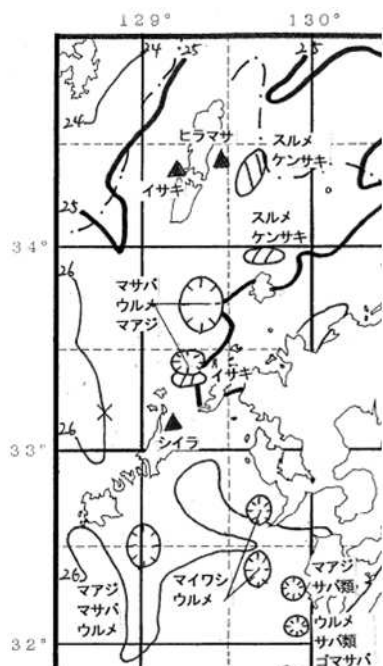 129° 130°
24 25 25
24
ヒラマサ
スルメ
ケンサキ
イサキ
25
スルメ
ケンサキ
34°
26
マサバ
ウルメ
マアジ
イサキ
シイラ
33°
26
マアジ
サバ類
マイワシ
ウルメ
26
マアジ
マサバ
ウルメ
ウルメ
サバ類
ゴマサバ
32°